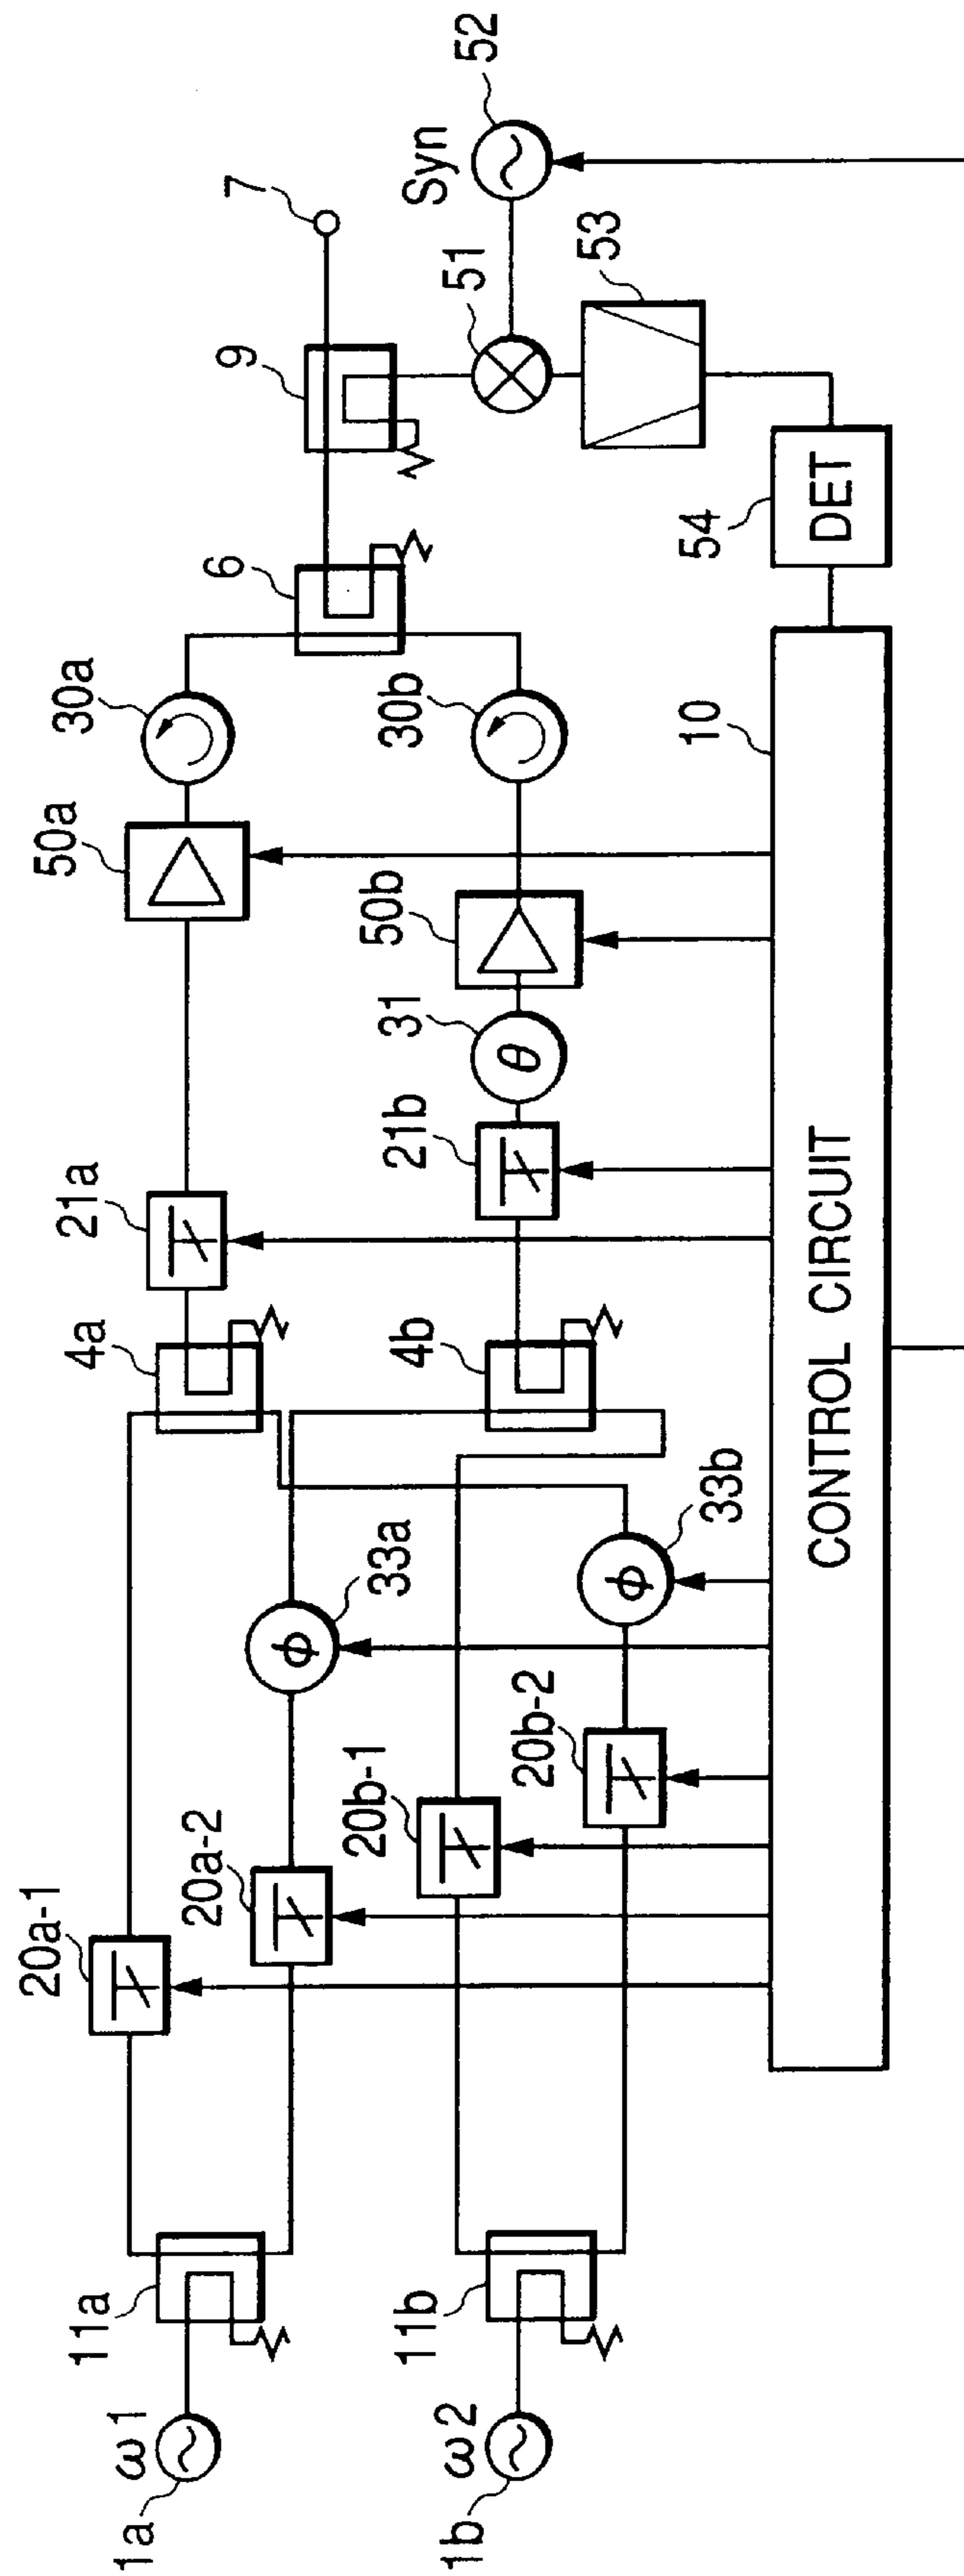 1a
ω1
11a
20a-1
20a-2
33a
4a
21a
50a
30a
6
9
7
1b
ω2
11b
20b-1
20b-2
33b
4b
21b
31
θ
50b
30b
51
Syn
52
53
54
DET
10
CONTROL CIRCUIT
ϕ
ϕ